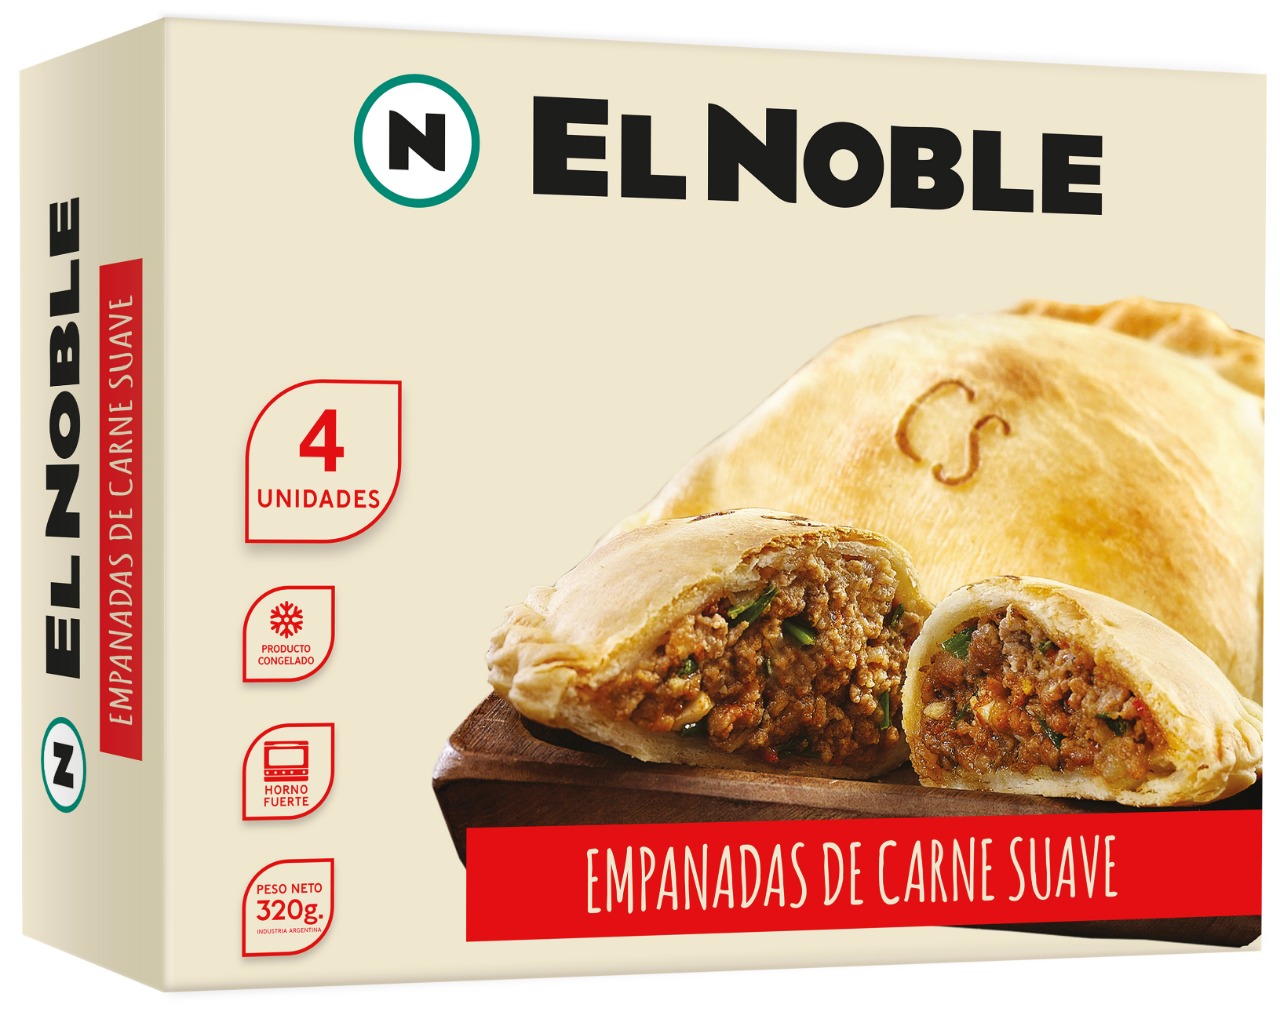 N EL NOBLE
4
UNIDADES
PRODUCTO
CONGELADO
HORNO
FUERTE
PESO NETO
320g.
INDUSTRIA ARGENTINA
CS
EMPANADAS DE CARNE SUAVE
N EL NOBLE
EMPANADAS DE CARNE SUAVE